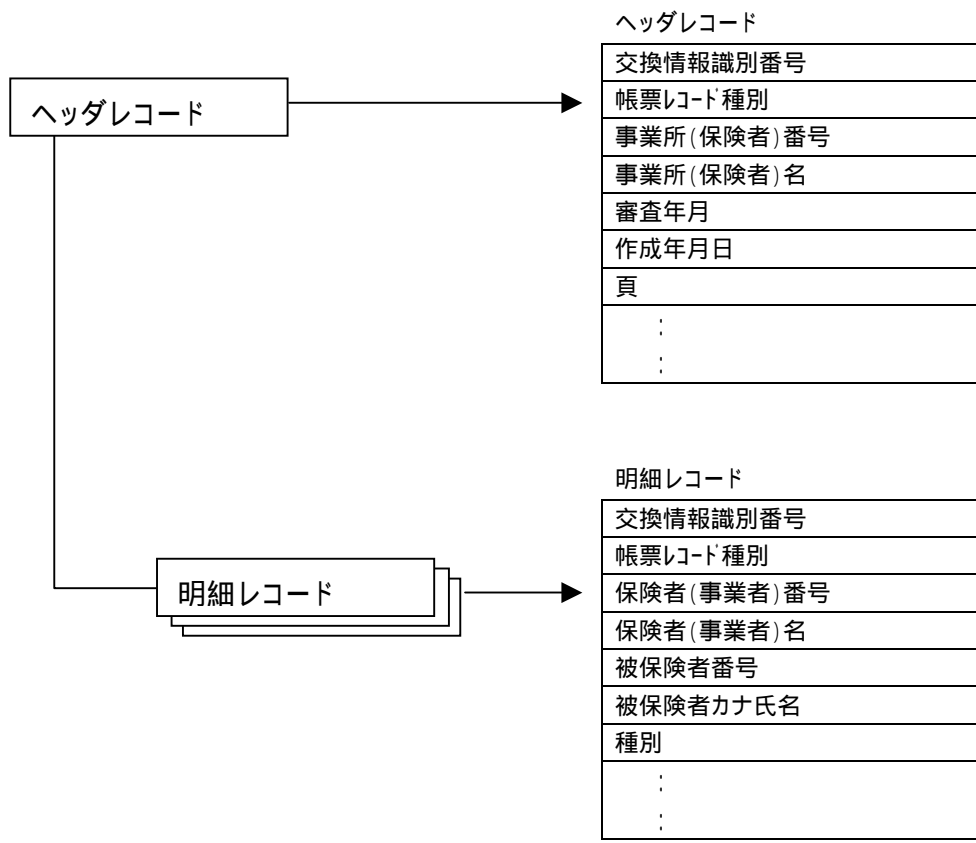 ヘッダレコード
ヘッダレコード
交換情報識別番号
帳票ﾚｺｰﾄﾞ種別
事業所(保険者)番号
事業所(保険者)名
審査年月
作成年月日
頁
:
:
明細レコード
明細レコード
交換情報識別番号
帳票ﾚｺｰﾄﾞ種別
保険者(事業者)番号
保険者(事業者)名
被保険者番号
被保険者カナ氏名
種別
:
: